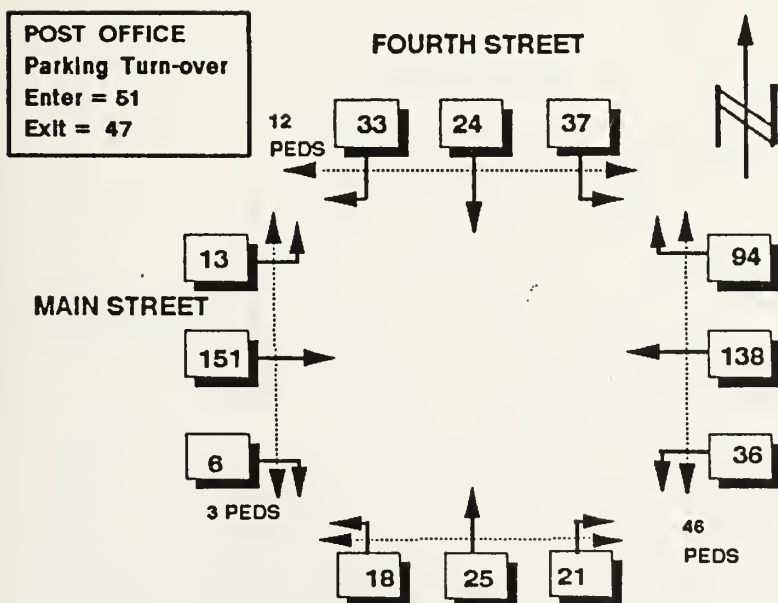 POST OFFICE
Parking Turn-over
Enter = 51
Exit = 47
FOURTH STREET
12
PEDS
33
24
37
N
13
94
MAIN STREET
151
138
6
36
3 PEDS
46
PEDS
18
25
21